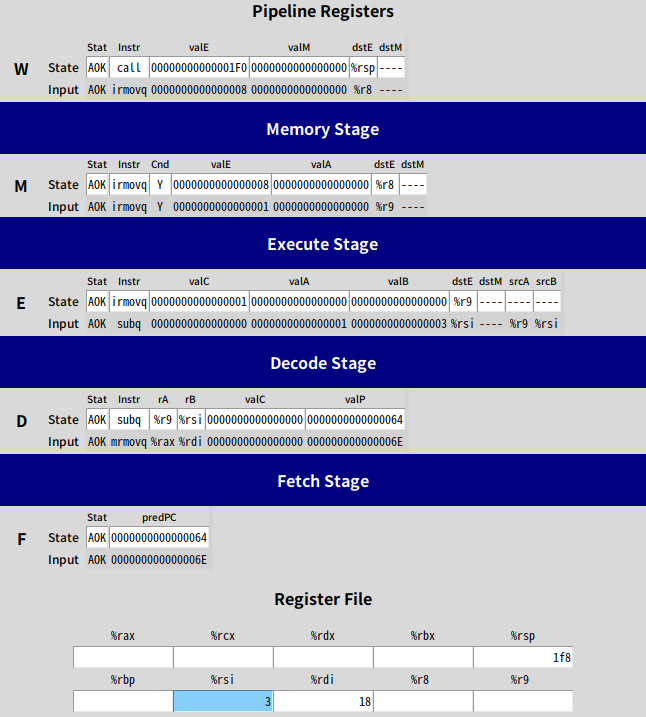 Pipeline Registers
Stat Instr valE valM dstE dstM
W State AOK call 00000000000001F0 0000000000000000 %rsp ----
Input AOK irmovq 0000000000000008 0000000000000000 %r8 ----
Memory Stage
Stat Instr Cnd valE valA dstE dstM
M State AOK irmovq Y 0000000000000008 0000000000000000 %r8 ----
Input AOK irmovq Y 0000000000000001 0000000000000000 %r9 ----
Execute Stage
Stat Instr valC valA valB dstE dstM srcA srcB
E State AOK irmovq 0000000000000001 0000000000000000 0000000000000000 %r9 ---- ---- ----
Input AOK subq 0000000000000000 0000000000000001 0000000000000003 %rsi ---- %r9 %rsi
Decode Stage
Stat Instr rA rB valC valP
D State AOK subq %r9 %rsi 0000000000000000 0000000000000064
Input AOK mrmovq %rax %rdi 0000000000000000 000000000000006E
Fetch Stage
Stat predPC
F State AOK 0000000000000064
Input AOK 000000000000006E
Register File
%rax %rcx %rdx %rbx %rsp
1f8
%rbp %rsi %rdi %r8 %r9
3 18